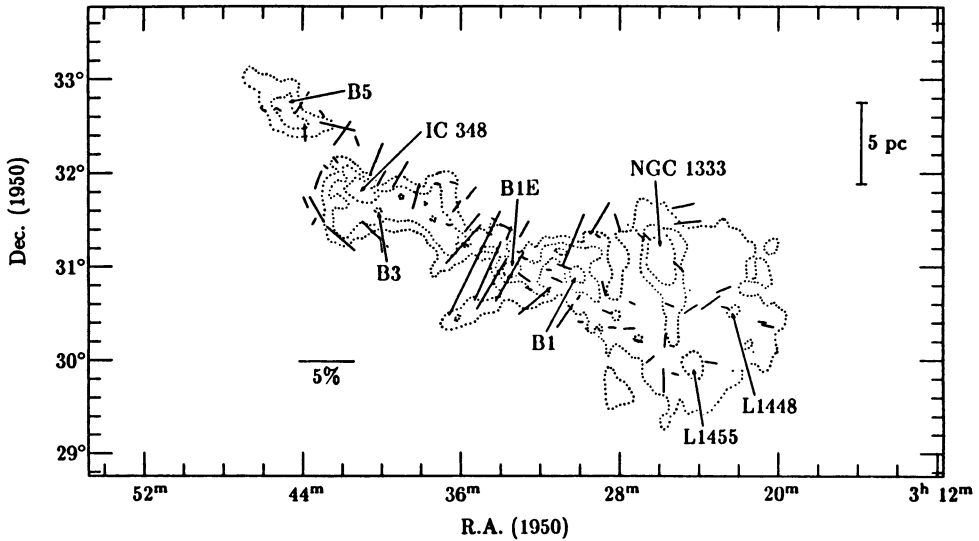 33°
B5
IC 348
5 pc
32°
NGC 1333
B1E
Dec. (1950)
31°
B3
B1
30°
5%
L1448
L1455
29°
52ᵐ
44ᵐ
36ᵐ
28ᵐ
20ᵐ
3ʰ 12ᵐ
R.A. (1950)